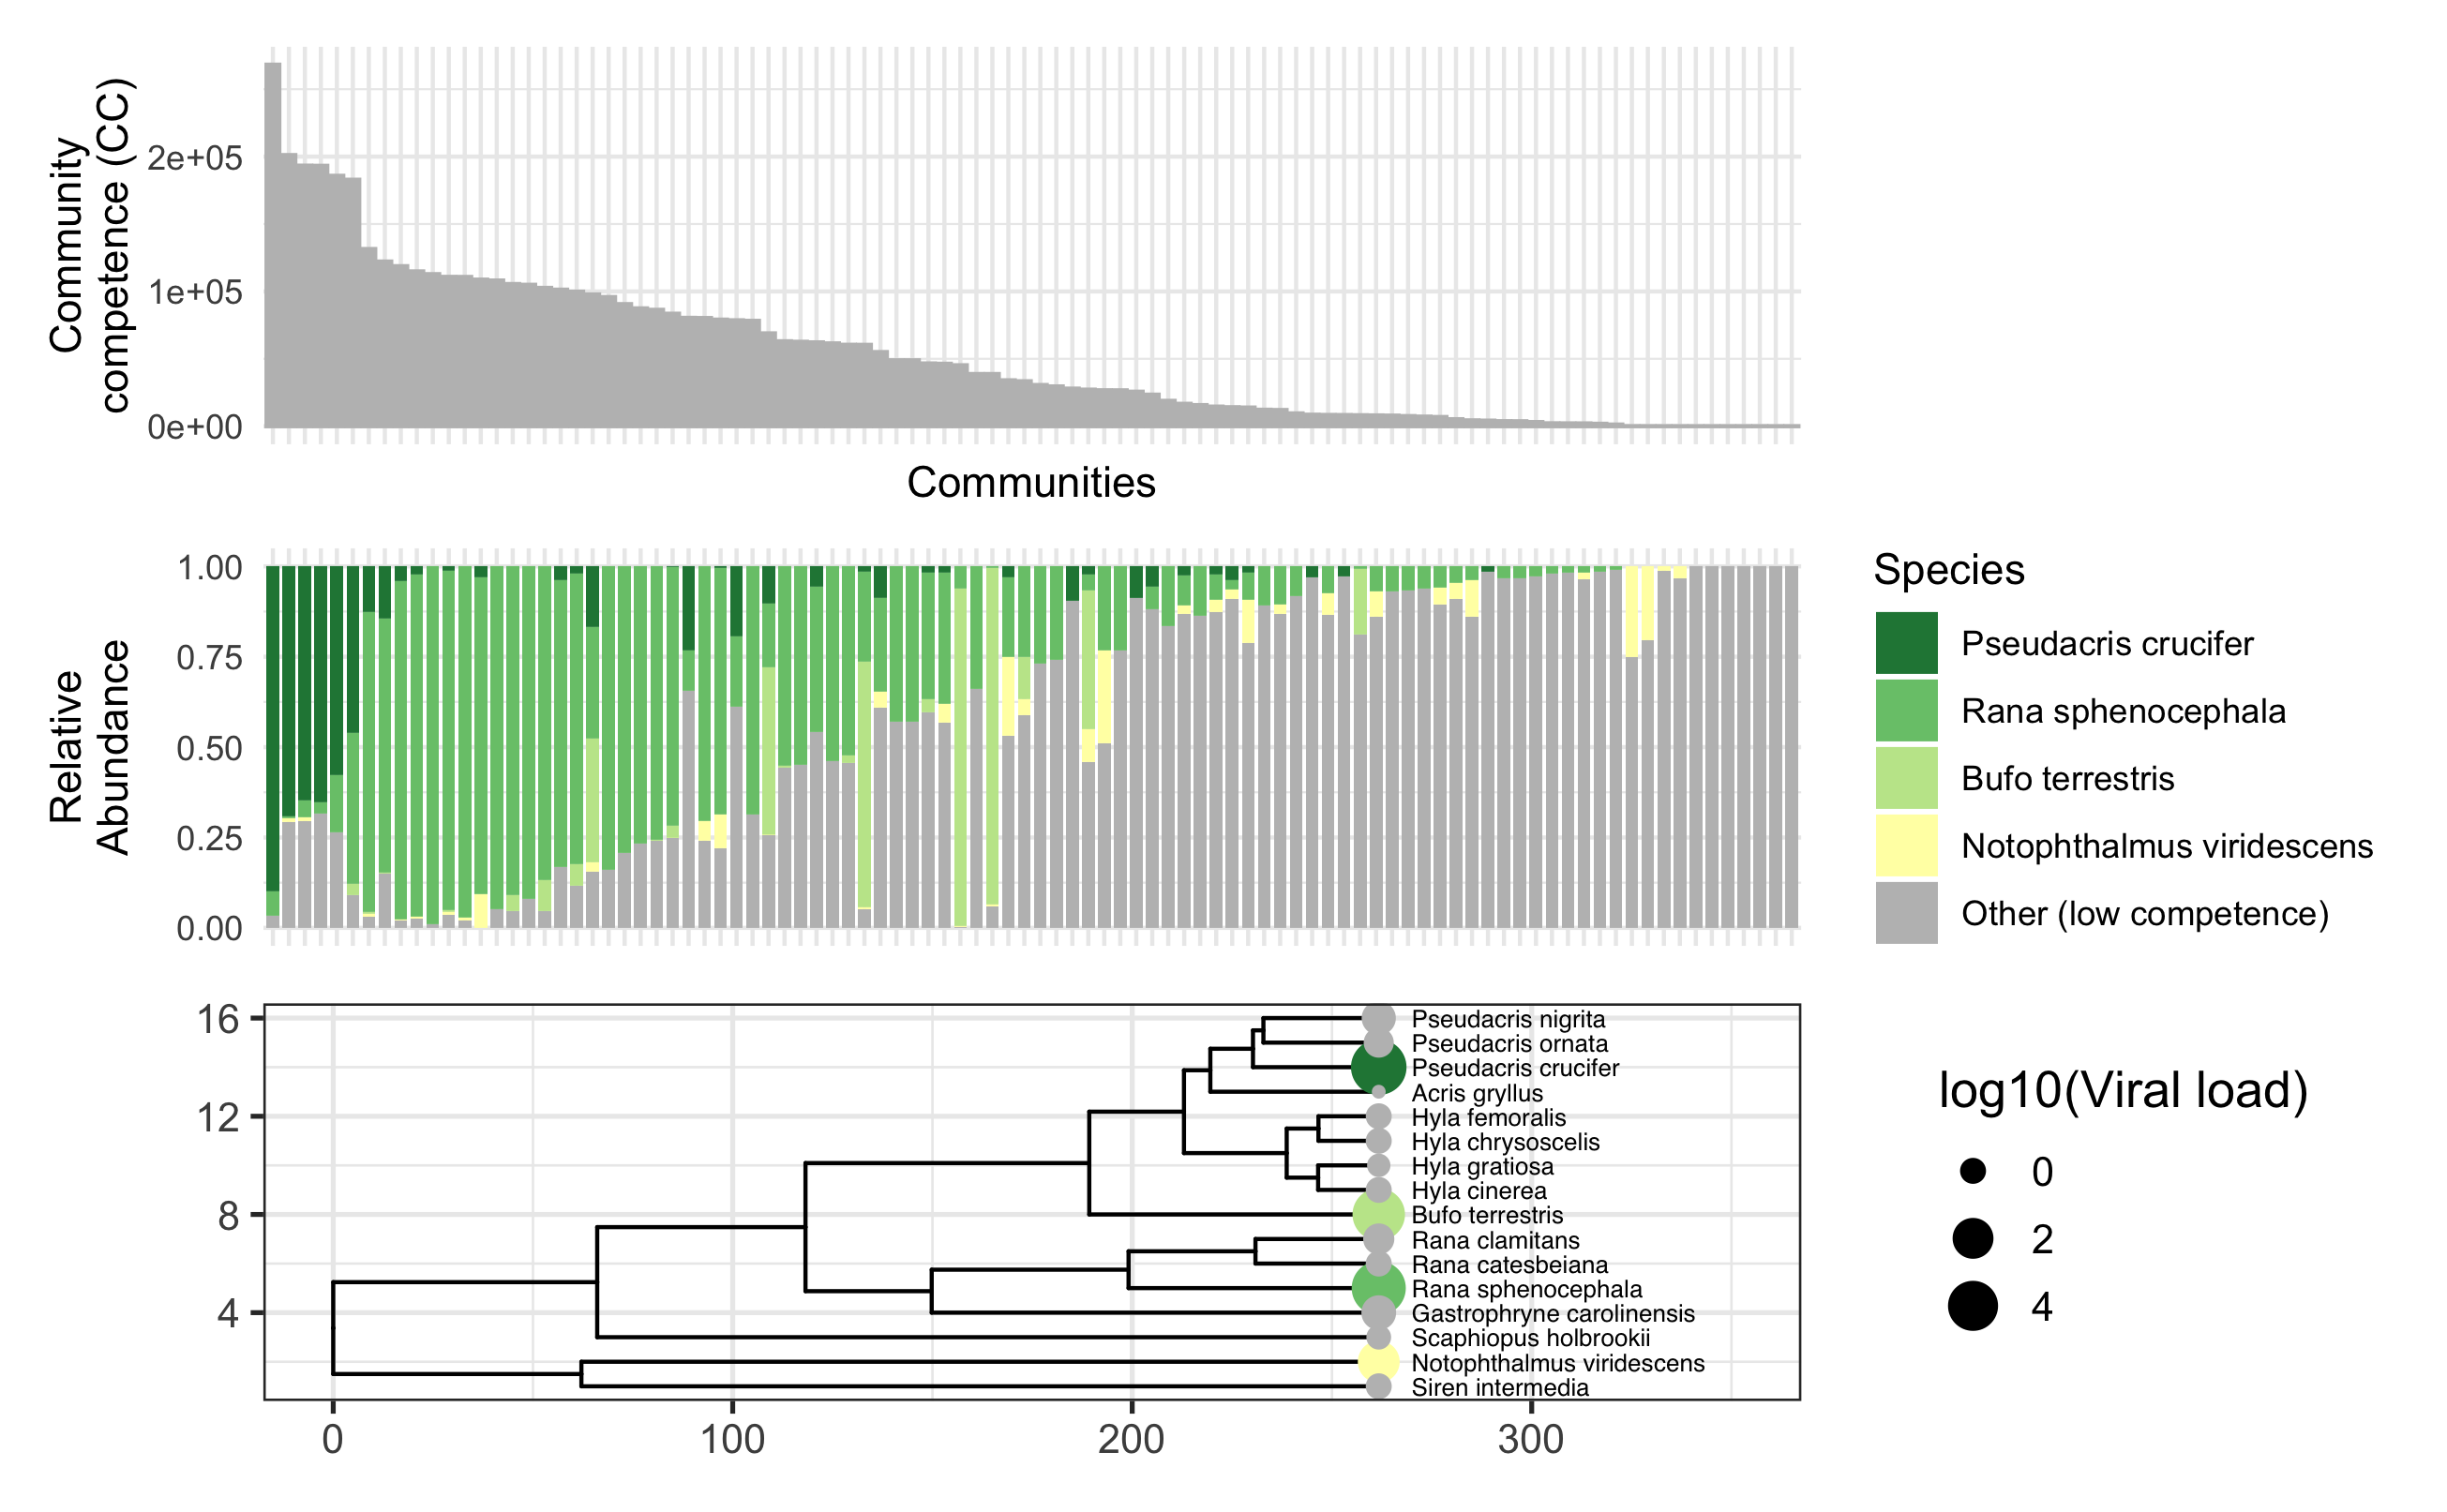 Community
competence (CC)
2e+05
1e+05
0e+00
Communities
Relative
Abundance
1.00
0.75
0.50
0.25
0.00
Species
Pseudacris crucifer
Rana sphenocephala
Bufo terrestris
Notophthalmus viridescens
Other (low competence)
16
12
8
4
Pseudacris nigrita
Pseudacris ornata
Pseudacris crucifer
Acris gryllus
Hyla femoralis
Hyla chrysoscelis
Hyla gratiosa
Hyla cinerea
Bufo terrestris
Rana clamitans
Rana catesbeiana
Rana sphenocephala
Gastrophryne carolinensis
Scaphiopus holbrookii
Notophthalmus viridescens
Siren intermedia
0 100 200 300
log10(Viral load)
0
2
4